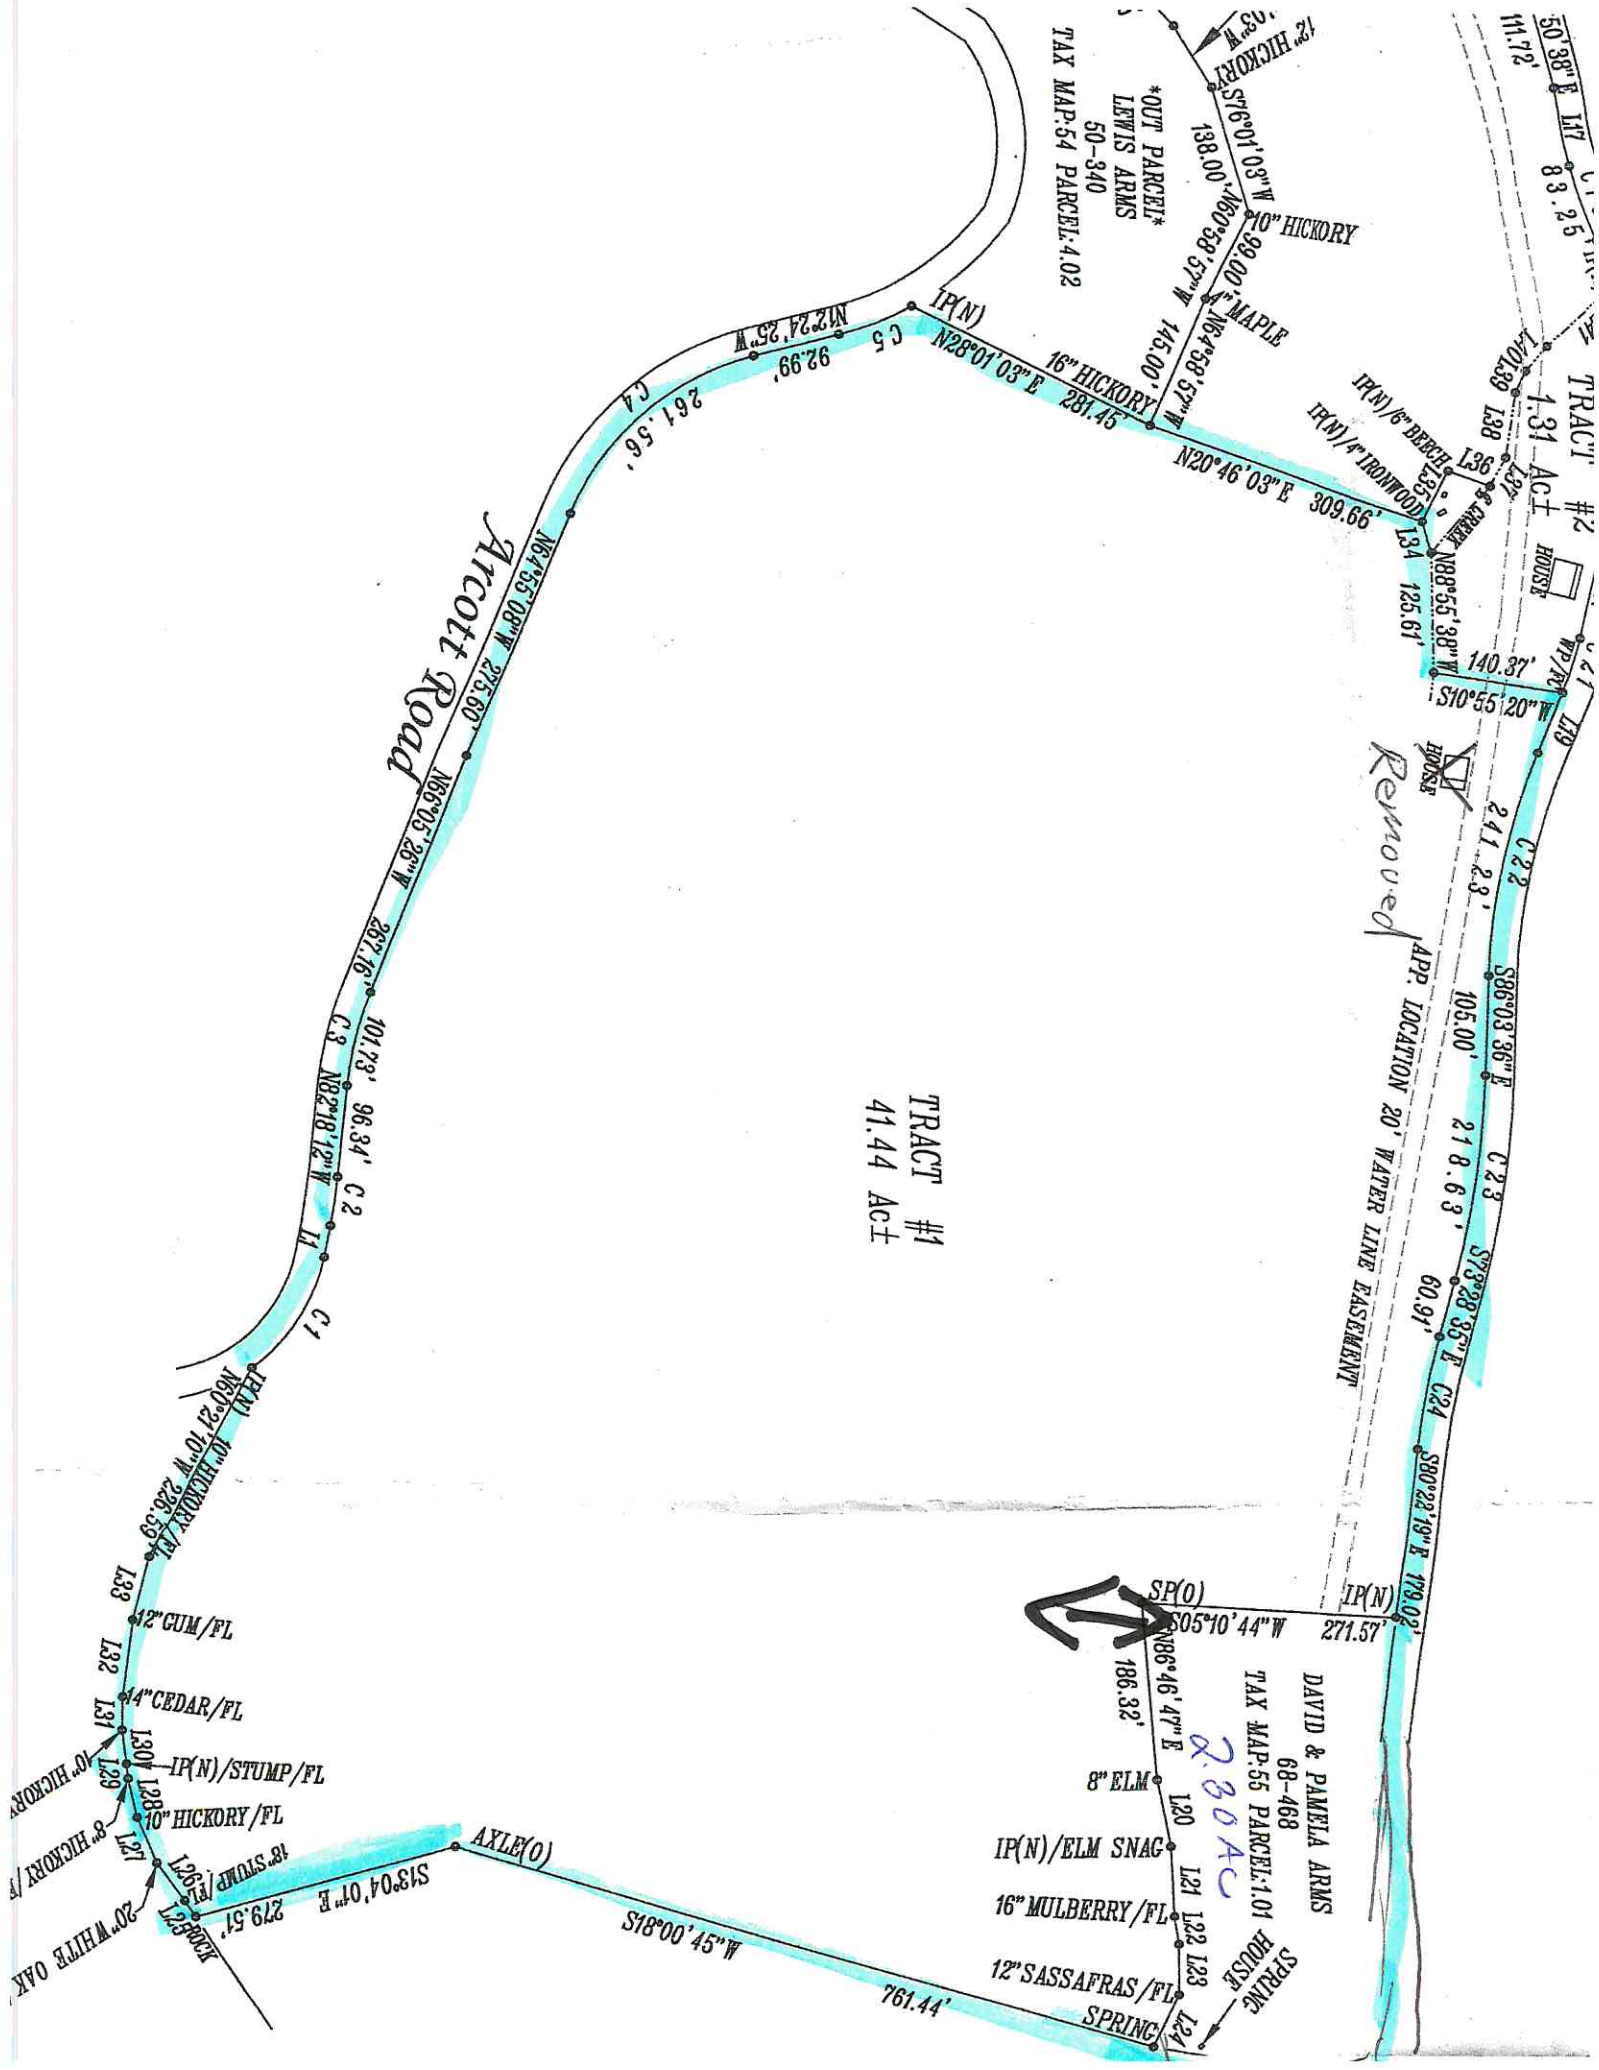 50'38"E L17
111.72'
83.25'
12" HICKORY
03"W
S76°01'03"W
138.00'
10" HICKORY
N60°58'57"W
99.00'
4" MAPLE
N64°58'57"W
145.00'
*OUT PARCEL*
LEWIS ARMS
50-340
TAX MAP:54 PARCEL:4.02
TRACT #2
1.31 Ac±
HOUSE
L40
L39
L38
L37
L36
L35
L34
¢ CREEK
IP(N)/6" BEECH
IP(N)/4" IRONWOOD
N88°55'38"W
125.61'
140.37'
S10°55'20"W
WP/FC
L19
HOUSE
Removed
C22
241.23'
S86°03'36"E
105.00'
C23
218.63'
S73°28'35"E
60.91'
C24
S80°22'19"E 179.02'
APP. LOCATION 20' WATER LINE EASEMENT
IP(N)
N28°01'03"E 281.45'
16" HICKORY
N20°46'03"E 309.66'
C5
N12°24'25"W
92.99'
C4
261.56'
N64°55'08"W 275.60'
Arcott Road
N66°05'26"W 267.16'
101.73'
C3
N82°18'12"W
96.34'
C2
L1
C1
TRACT #1
41.44 Ac±
IP(N)
N60°21'10"W 226.59'
10" HICKORY/FL
L33
12" GUM/FL
L32
14" CEDAR/FL
L31
10" HICKORY
L30
IP(N)/STUMP/FL
L29
L28
10" HICKORY/FL
8" HICKORY/F
L27
20" WHITE OAK
L26
18" STUMP/FL
L25
ROCK
S13°04'01"E
279.51'
AXLE(O)
S18°00'45"W
761.44'
SP(O)
IP(N)
S05°10'44"W 271.57'
N86°46'47"E
186.32'
DAVID & PAMELA ARMS
68-468
TAX MAP:55 PARCEL:1.01
2.30 AC
8" ELM
L20
IP(N)/ELM SNAG
L21
16" MULBERRY/FL
L22
L23
12" SASSAFRAS/FL
L24
SPRING
SPRING
HOUSE